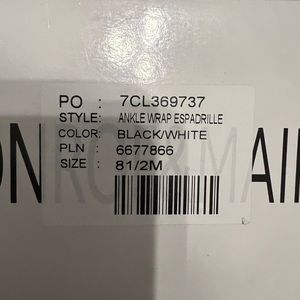 PO : 7CL369737
STYLE: ANKLE WRAP ESPADRILLE
COLOR: BLACK/WHITE
PLN : 6677866
SIZE : 81/2M